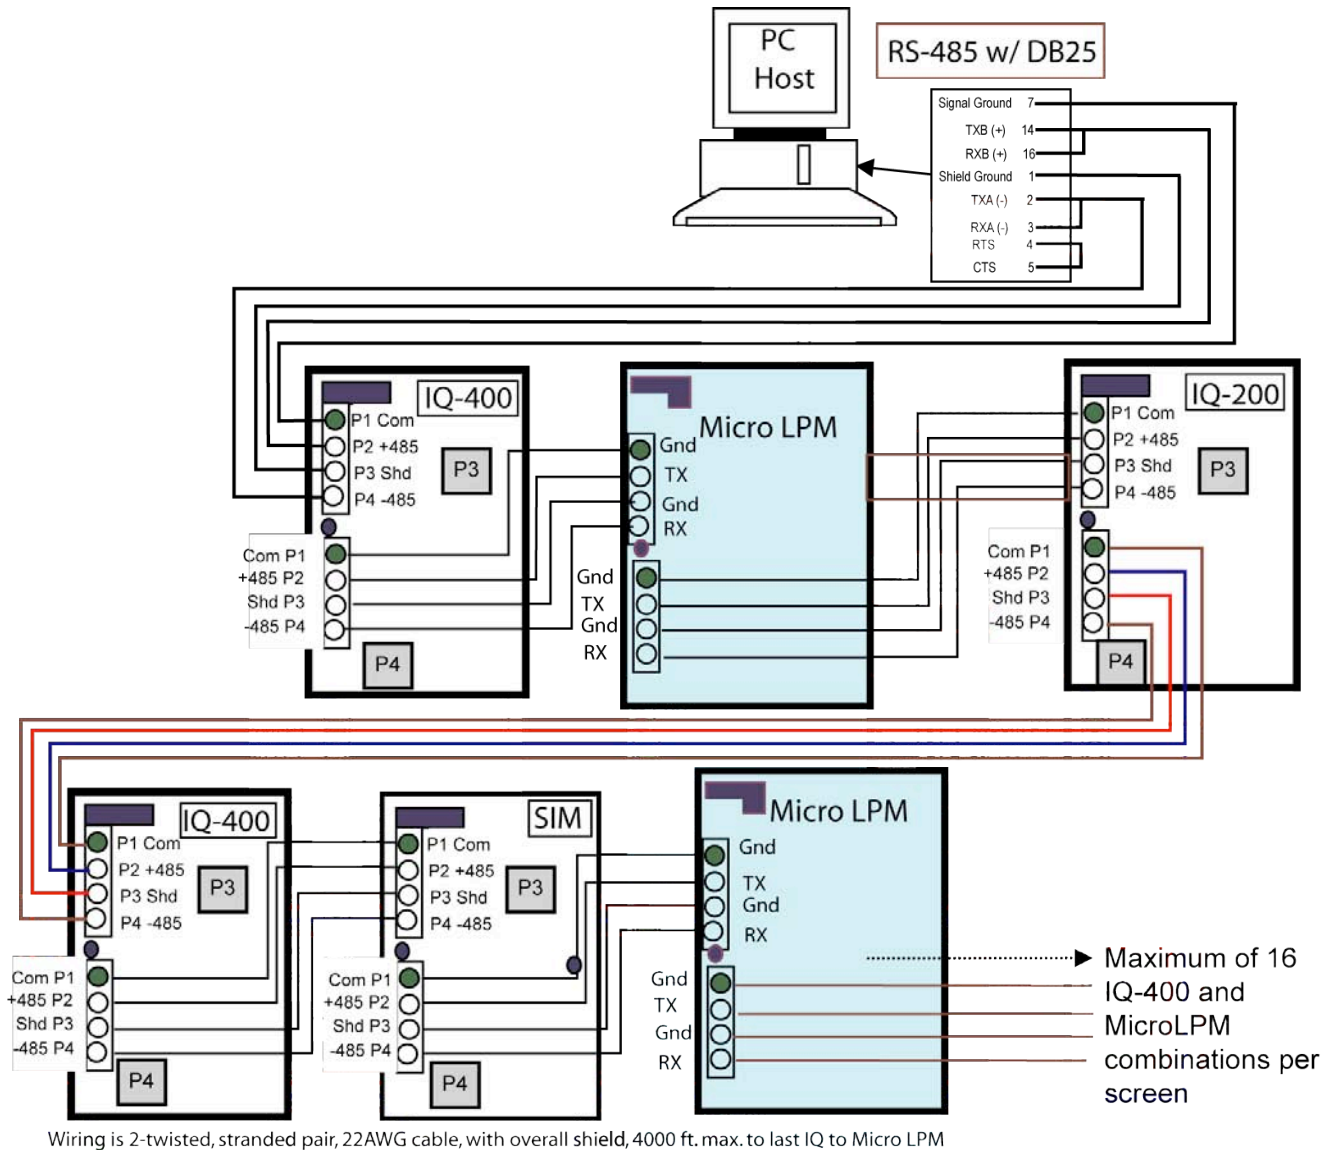 PC
Host
RS-485 w/ DB25
Signal Ground 7
TXB (+) 14
RXB (+) 16
Shield Ground 1
TXA (-) 2
RXA (-) 3
RTS 4
CTS 5
IQ-400
P1 Com
P2 +485
P3 Shd
P4 -485
P3
Com P1
+485 P2
Shd P3
-485 P4
P4
Micro LPM
Gnd
TX
Gnd
RX
Gnd
TX
Gnd
RX
IQ-200
P1 Com
P2 +485
P3 Shd
P4 -485
P3
Com P1
+485 P2
Shd P3
-485 P4
P4
IQ-400
P1 Com
P2 +485
P3 Shd
P4 -485
P3
Com P1
+485 P2
Shd P3
-485 P4
P4
SIM
P1 Com
P2 +485
P3 Shd
P4 -485
P3
Com P1
+485 P2
Shd P3
-485 P4
P4
Micro LPM
Gnd
TX
Gnd
RX
Gnd
TX
Gnd
RX
Maximum of 16
IQ-400 and
MicroLPM
combinations per
screen
Wiring is 2-twisted, stranded pair, 22AWG cable, with overall shield, 4000 ft. max. to last IQ to Micro LPM